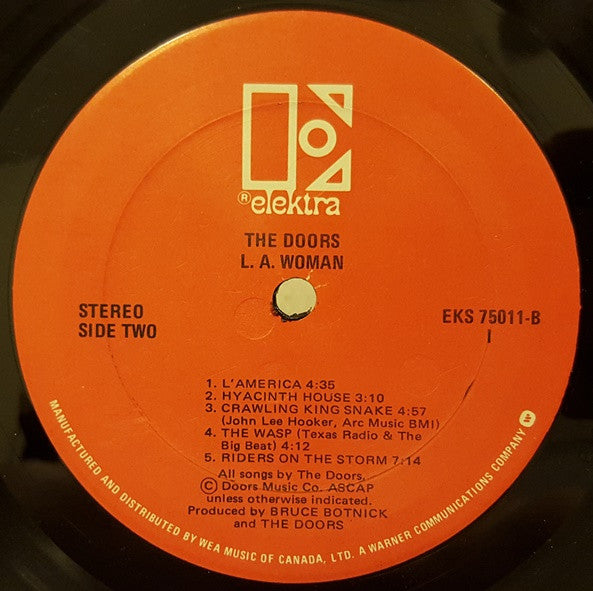 ® elektra
THE DOORS
L. A. WOMAN
STEREO
SIDE TWO
EKS 75011-B
I
1. L'AMERICA 4:35
2. HYACINTH HOUSE 3:10
3. CRAWLING KING SNAKE 4:57
(John Lee Hooker, Arc Music BMI)
4. THE WASP (Texas Radio & The
Big Beat) 4:12
5. RIDERS ON THE STORM 7:14
All songs by The Doors,
© Doors Music Co. ASCAP
unless otherwise indicated.
Produced by BRUCE BOTNICK
and THE DOORS
MANUFACTURED AND DISTRIBUTED BY WEA MUSIC OF CANADA, LTD. A WARNER COMMUNICATIONS COMPANY